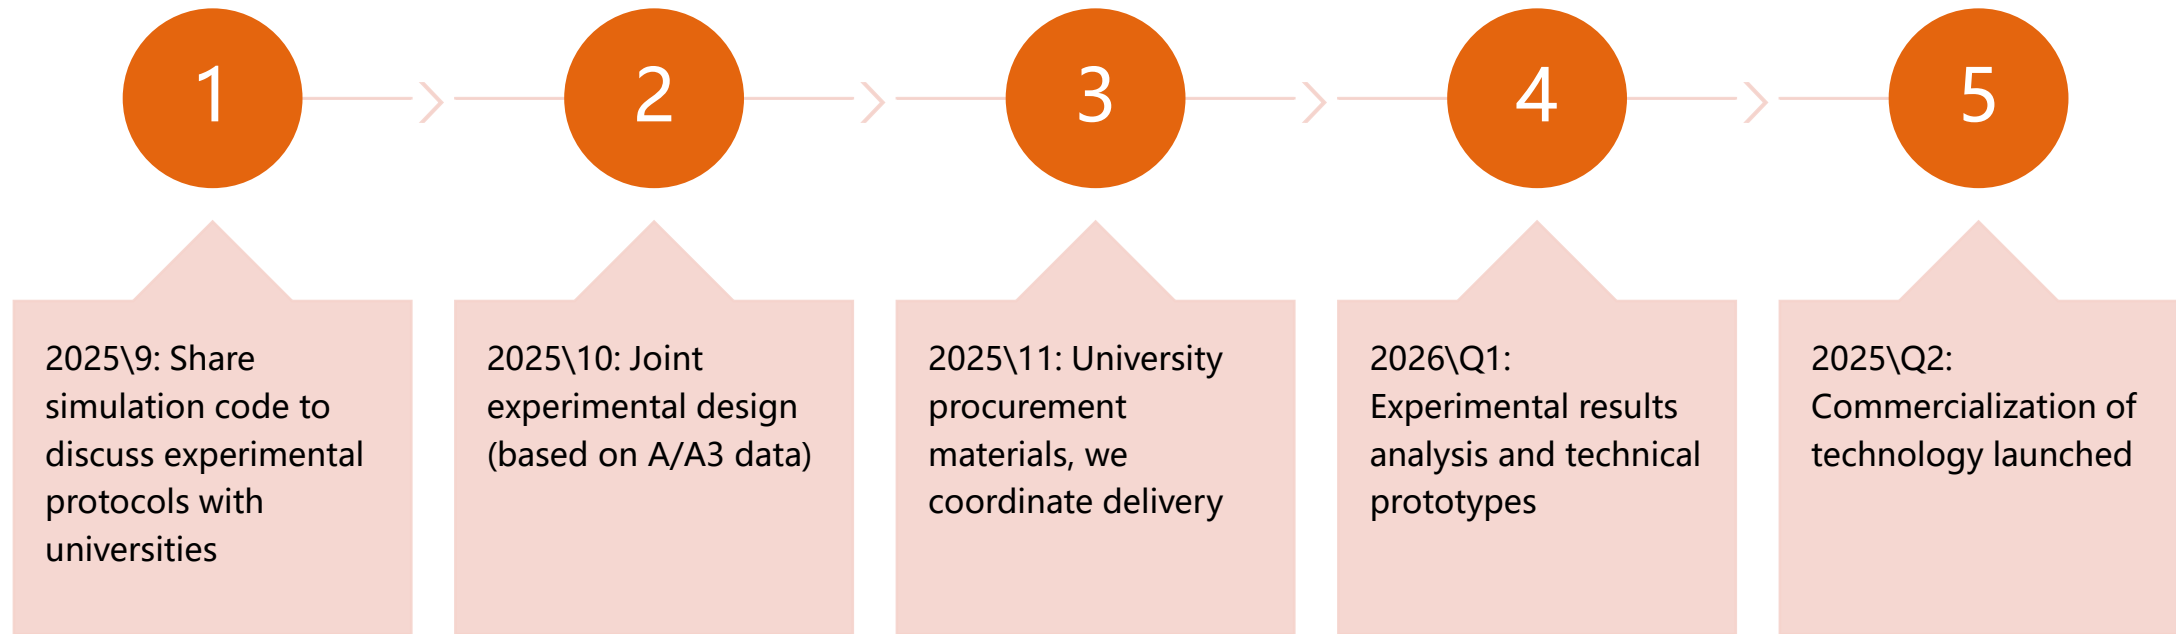 1
2
3
4
5
2025\9: Share
simulation code to
discuss experimental
protocols with
universities
2025\10: Joint
experimental design
(based on A/A3 data)
2025\11: University
procurement
materials, we
coordinate delivery
2026\Q1:
Experimental results
analysis and technical
prototypes
2025\Q2:
Commercialization of
technology launched